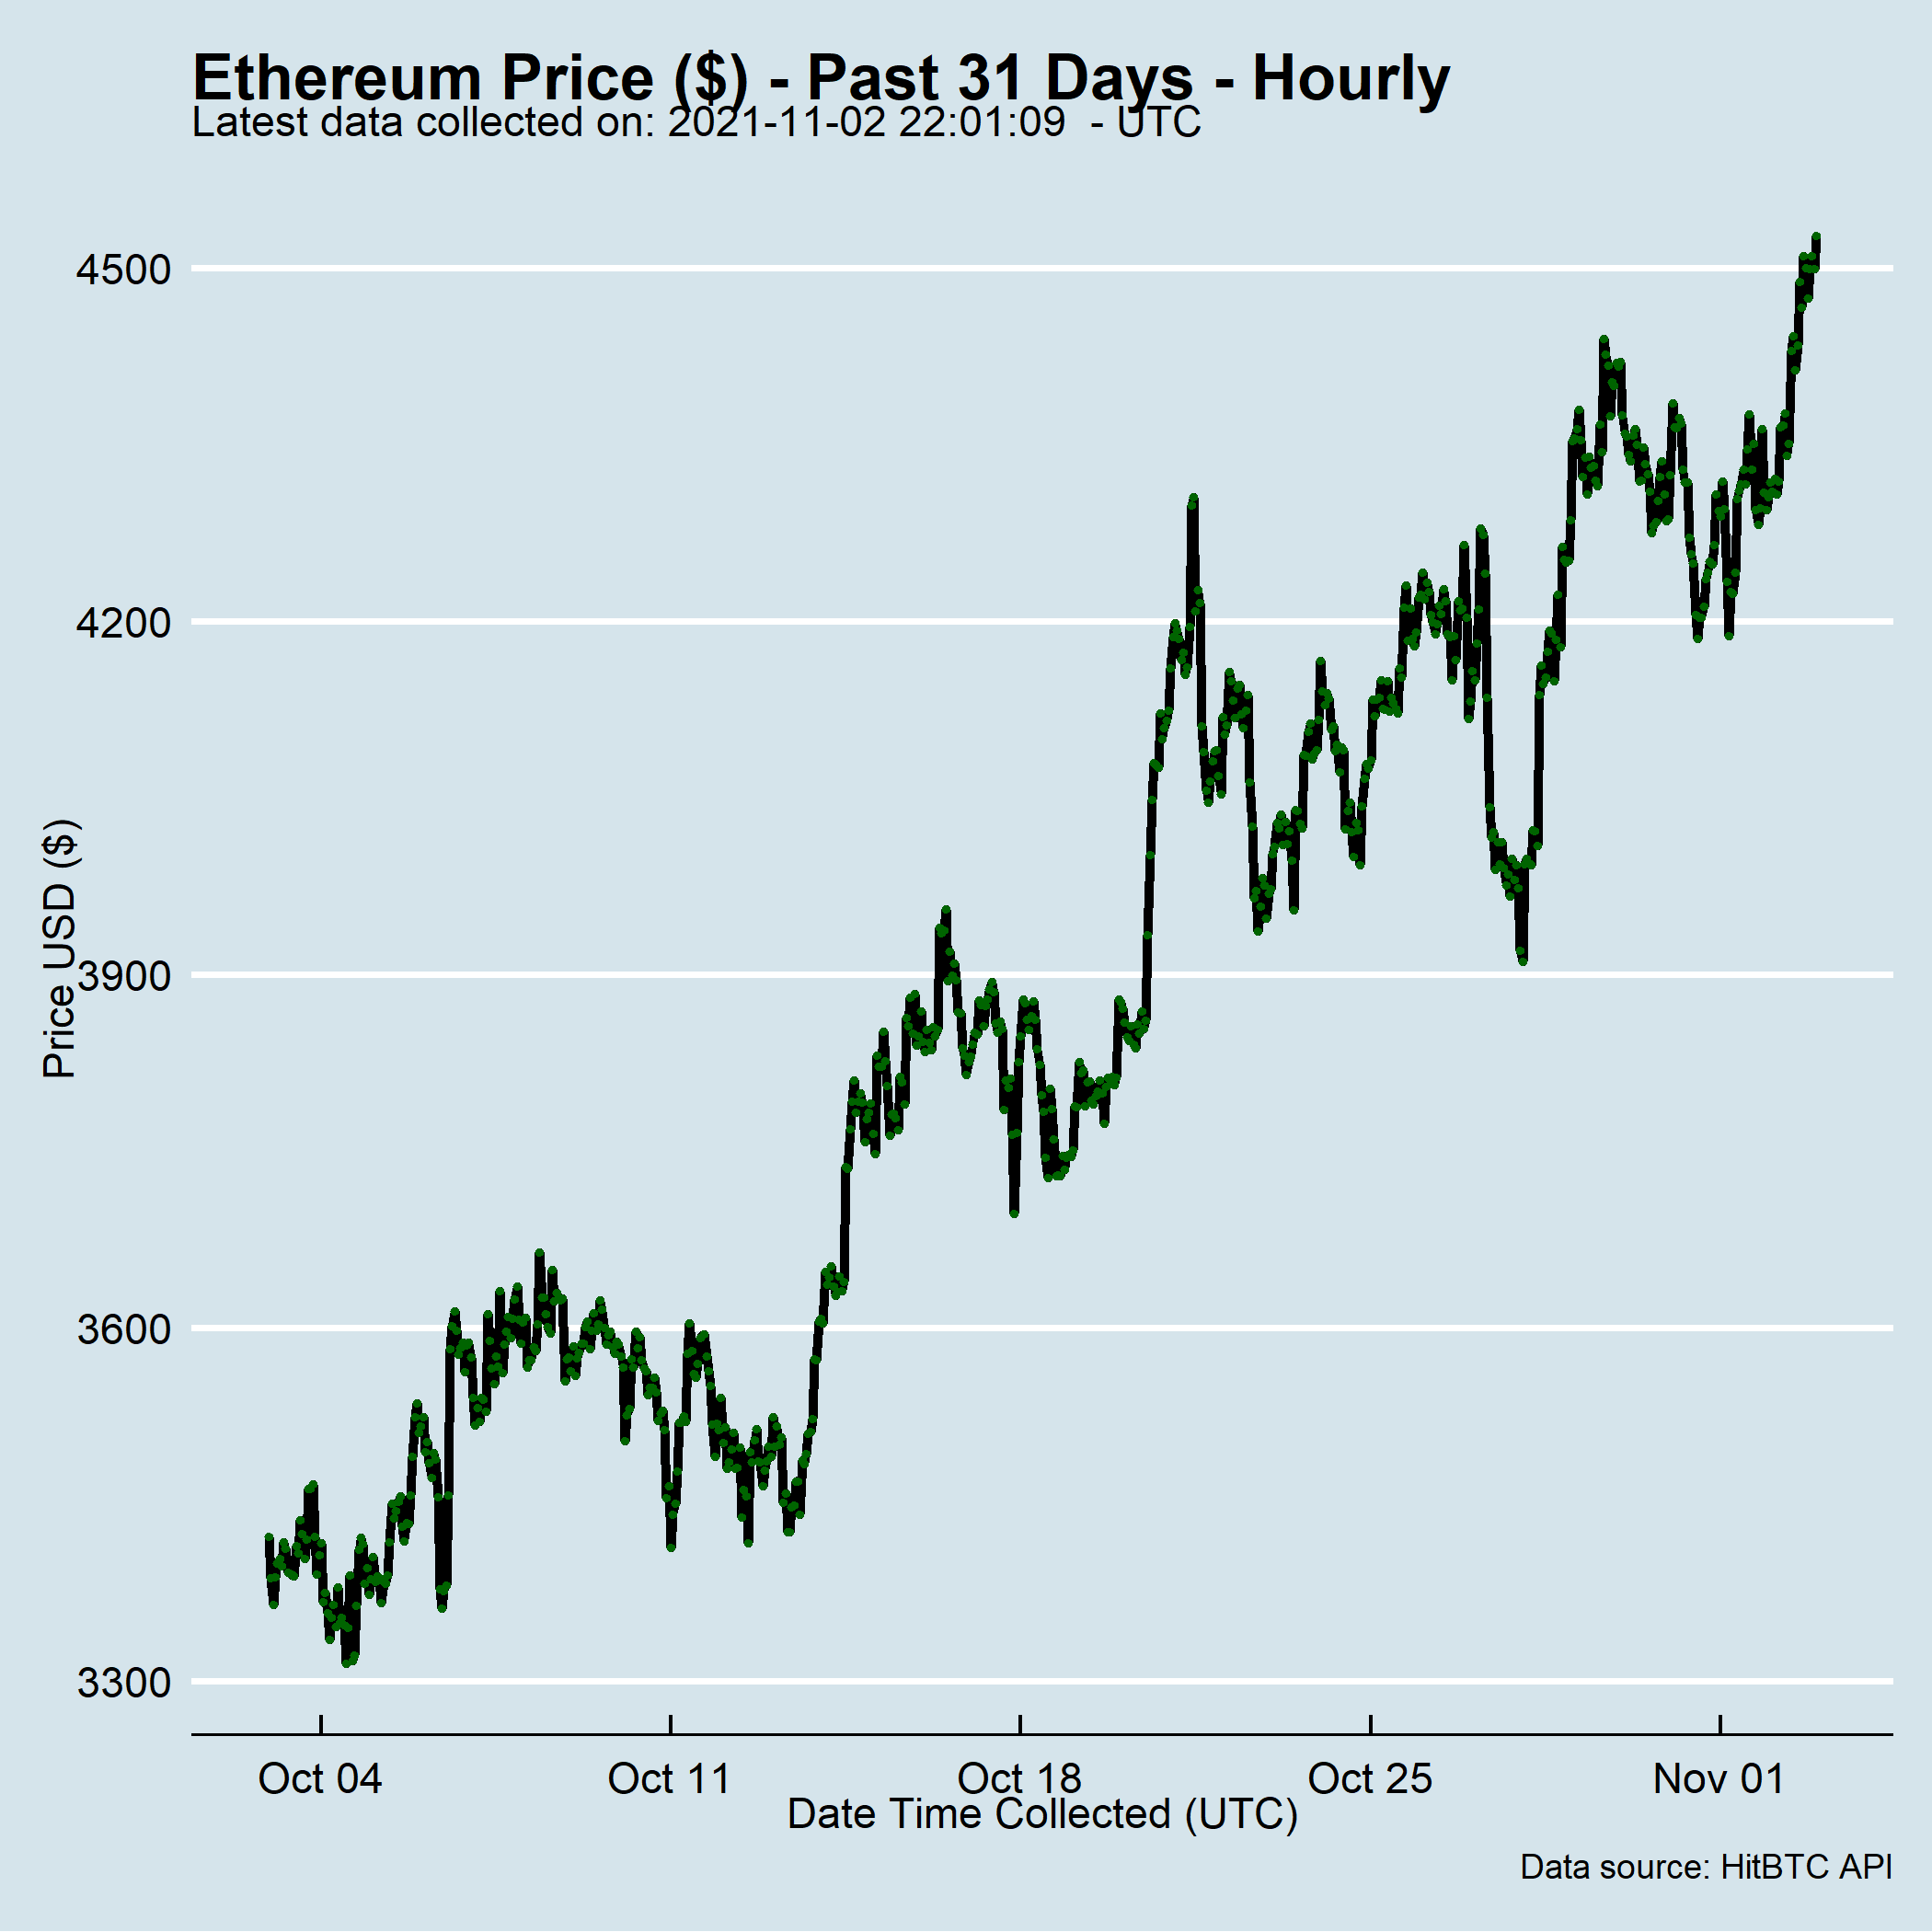 Ethereum Price ($) - Past 31 Days - Hourly
Latest data collected on: 2021-11-02 22:01:09  - UTC
4500
4200
3900
3600
3300
Price USD ($)
Oct 04 Oct 11 Oct 18 Oct 25 Nov 01
Date Time Collected (UTC)
Data source: HitBTC API